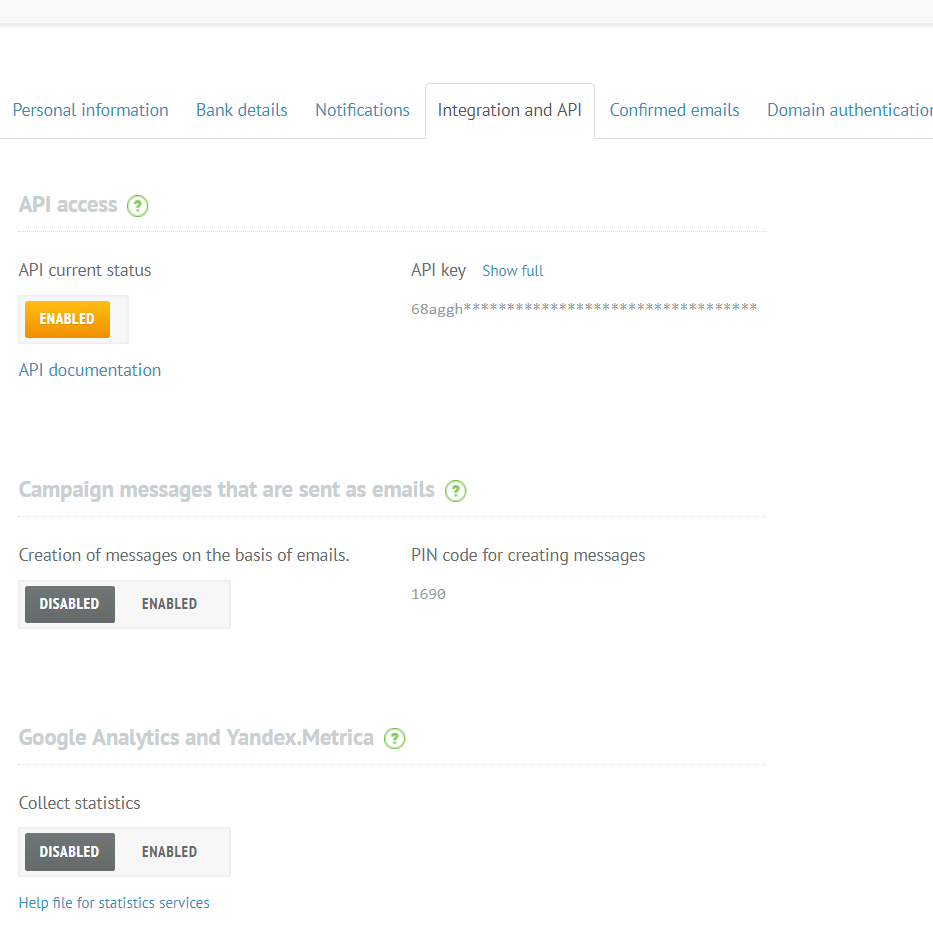 Personal information Bank details Notifications Integration and API Confirmed emails Domain authentication
API access ?
API current status
API key Show full
ENABLED
68aggh**********************************
API documentation
Campaign messages that are sent as emails ?
Creation of messages on the basis of emails.
PIN code for creating messages
DISABLED ENABLED
1690
Google Analytics and Yandex.Metrica ?
Collect statistics
DISABLED ENABLED
Help file for statistics services